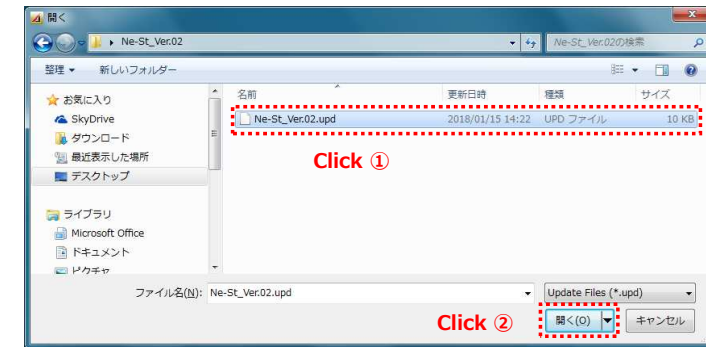 開く
Ne-St_Ver.02
Ne-St_Ver.02の検索
整理 新しいフォルダー
名前 更新日時 種類 サイズ
お気に入り
SkyDrive
ダウンロード
最近表示した場所
デスクトップ
ライブラリ
Microsoft Office
ドキュメント
ピクチャ
Ne-St_Ver.02.upd 2018/01/15 14:22 UPD ファイル 10 KB
Click ①
ファイル名(N): Ne-St_Ver.02.upd Update Files (*.upd)
Click ② 開く(O) キャンセル